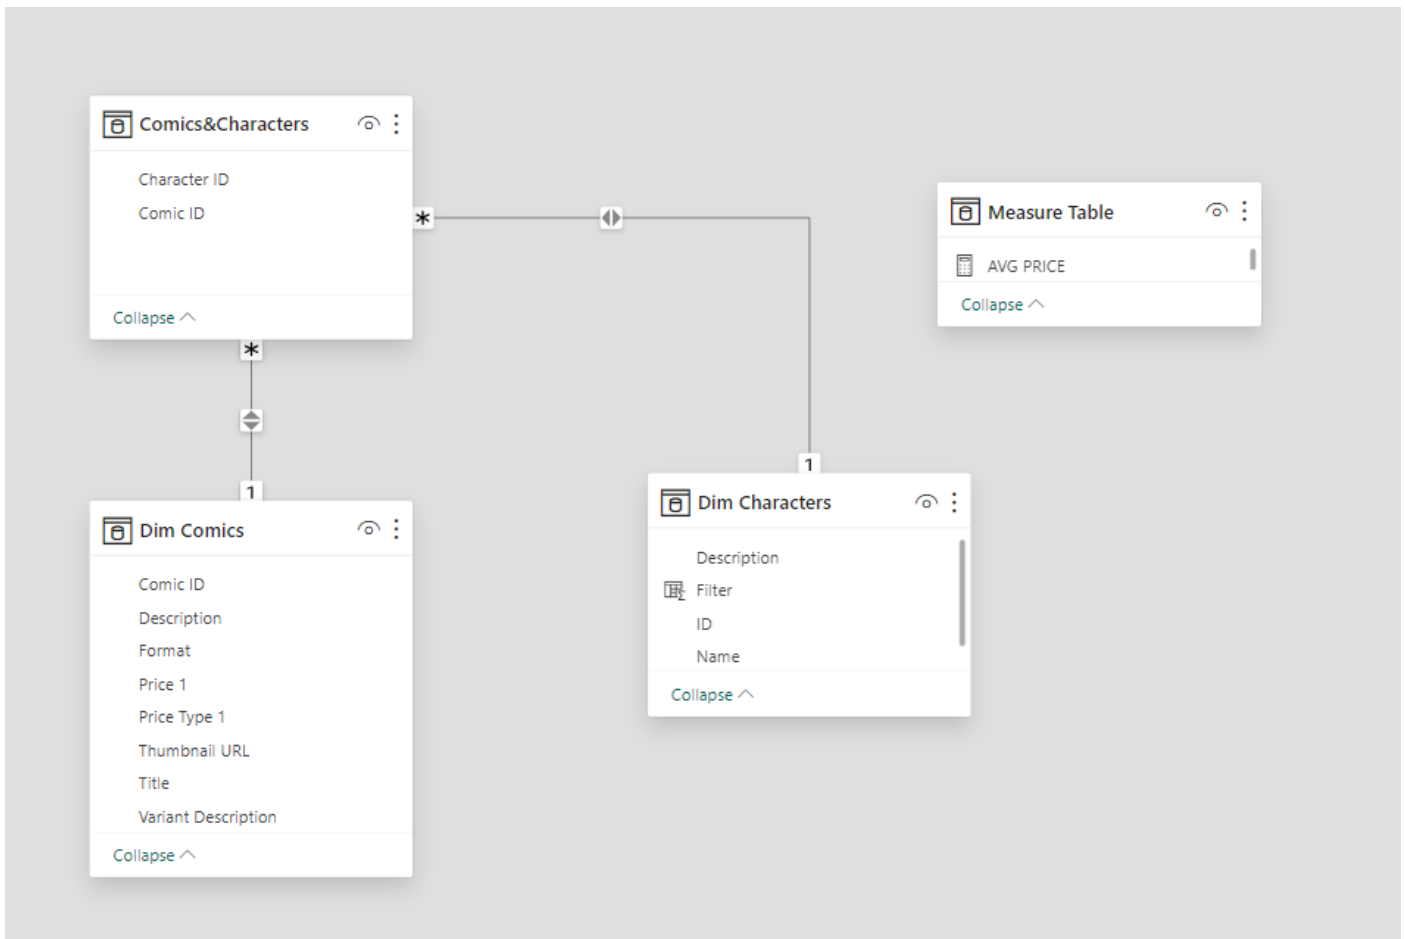 Comics&Characters
Character ID
Comic ID
Collapse
*
*
1
Dim Comics
Comic ID
Description
Format
Price 1
Price Type 1
Thumbnail URL
Title
Variant Description
Collapse
1
Dim Characters
Description
Filter
ID
Name
Collapse
Measure Table
AVG PRICE
Collapse